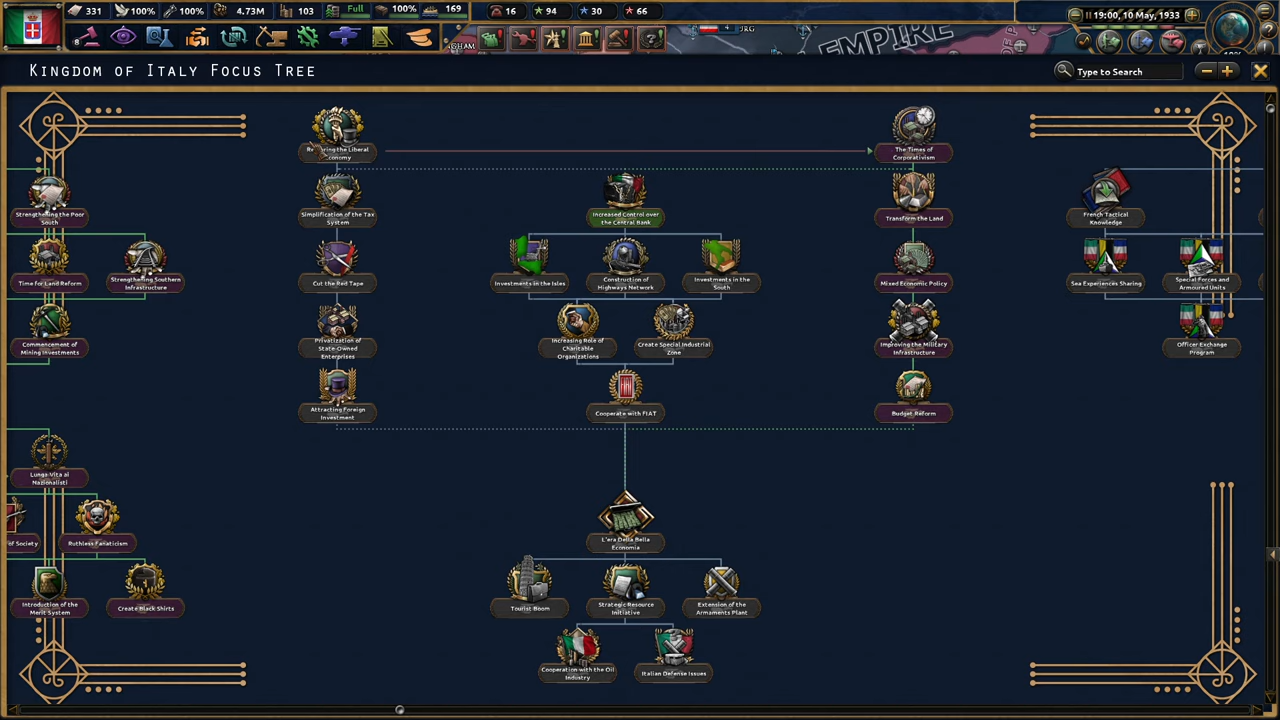 331 100% 100% 4.73M 103 Full 100% 169 16 94 30 66 19:00, 10 May, 1933
8 GHAM JRG EMPIRE
Kingdom of Italy Focus Tree
Type to Search
The Times of
Corporativism
Economy
Strengthening the Poor
South
Simplification of the Tax
System
Increased Control over
the Central Bank
Transform the Land
French Tactical
Knowledge
Time for Land Reform
Strengthening Southern
Infrastructure
Cut the Red Tape
Investments in the Isles
Construction of
Highways Network
Investments in the
South
Mixed Economic Policy
Sea Experiences Sharing
Special Forces and
Armoured Units
Commencement of
Mining Investments
Privatization of
State-Owned
Enterprises
Increasing Role of
Charitable
Organizations
Create Special Industrial
Zone
Improving the Military
Infrastructure
Officer Exchange
Program
Attracting Foreign
Investment
Cooperate with FIAT
Budget Reform
Lunga Vita ai
Nazionalisti
of Society
Ruthless Fanaticism
L'era Della Bella
Economia
Introduction of the
Merit System
Create Black Shirts
Tourist Boom
Strategic Resource
Initiative
Extension of the
Armaments Plant
Cooperation with the Oil
Industry
Italian Defense Issues